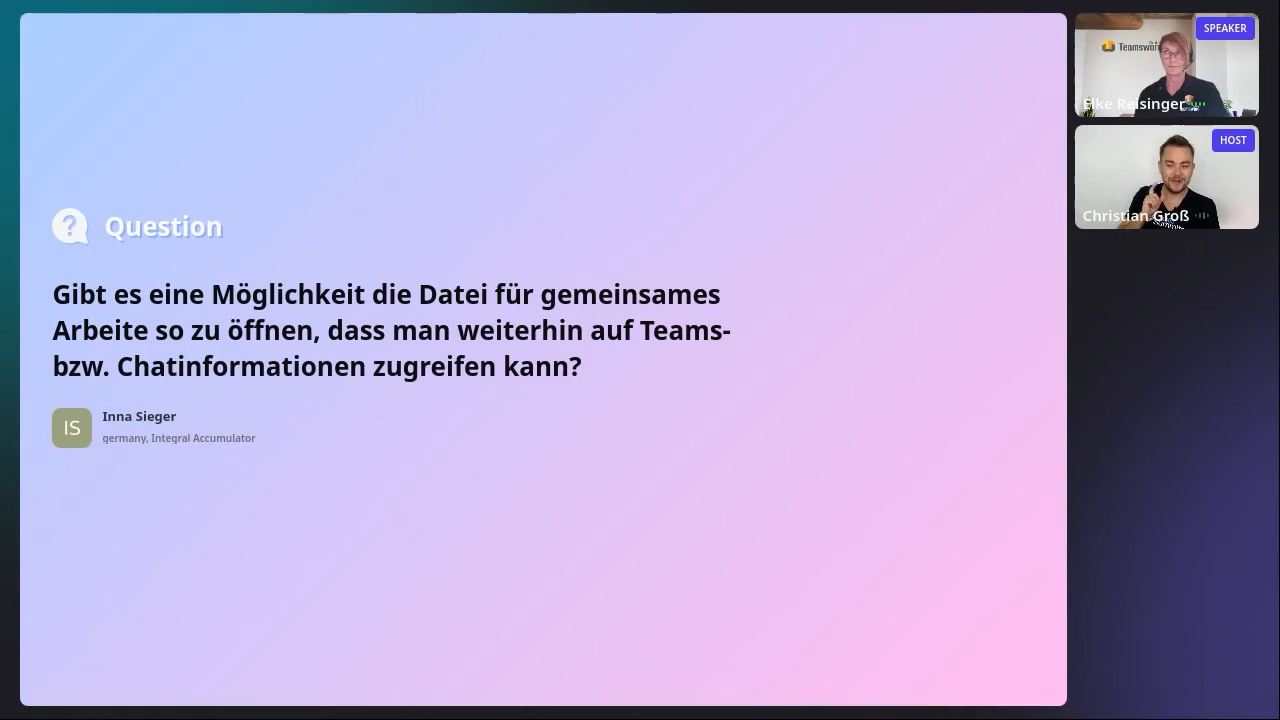 SPEAKER
Teamswor
Elke Reisinger
HOST
Christian Groß
Question
Gibt es eine Möglichkeit die Datei für gemeinsames
Arbeite so zu öffnen, dass man weiterhin auf Teams-
bzw. Chatinformationen zugreifen kann?
IS
Inna Sieger
germany, Integral Accumulator